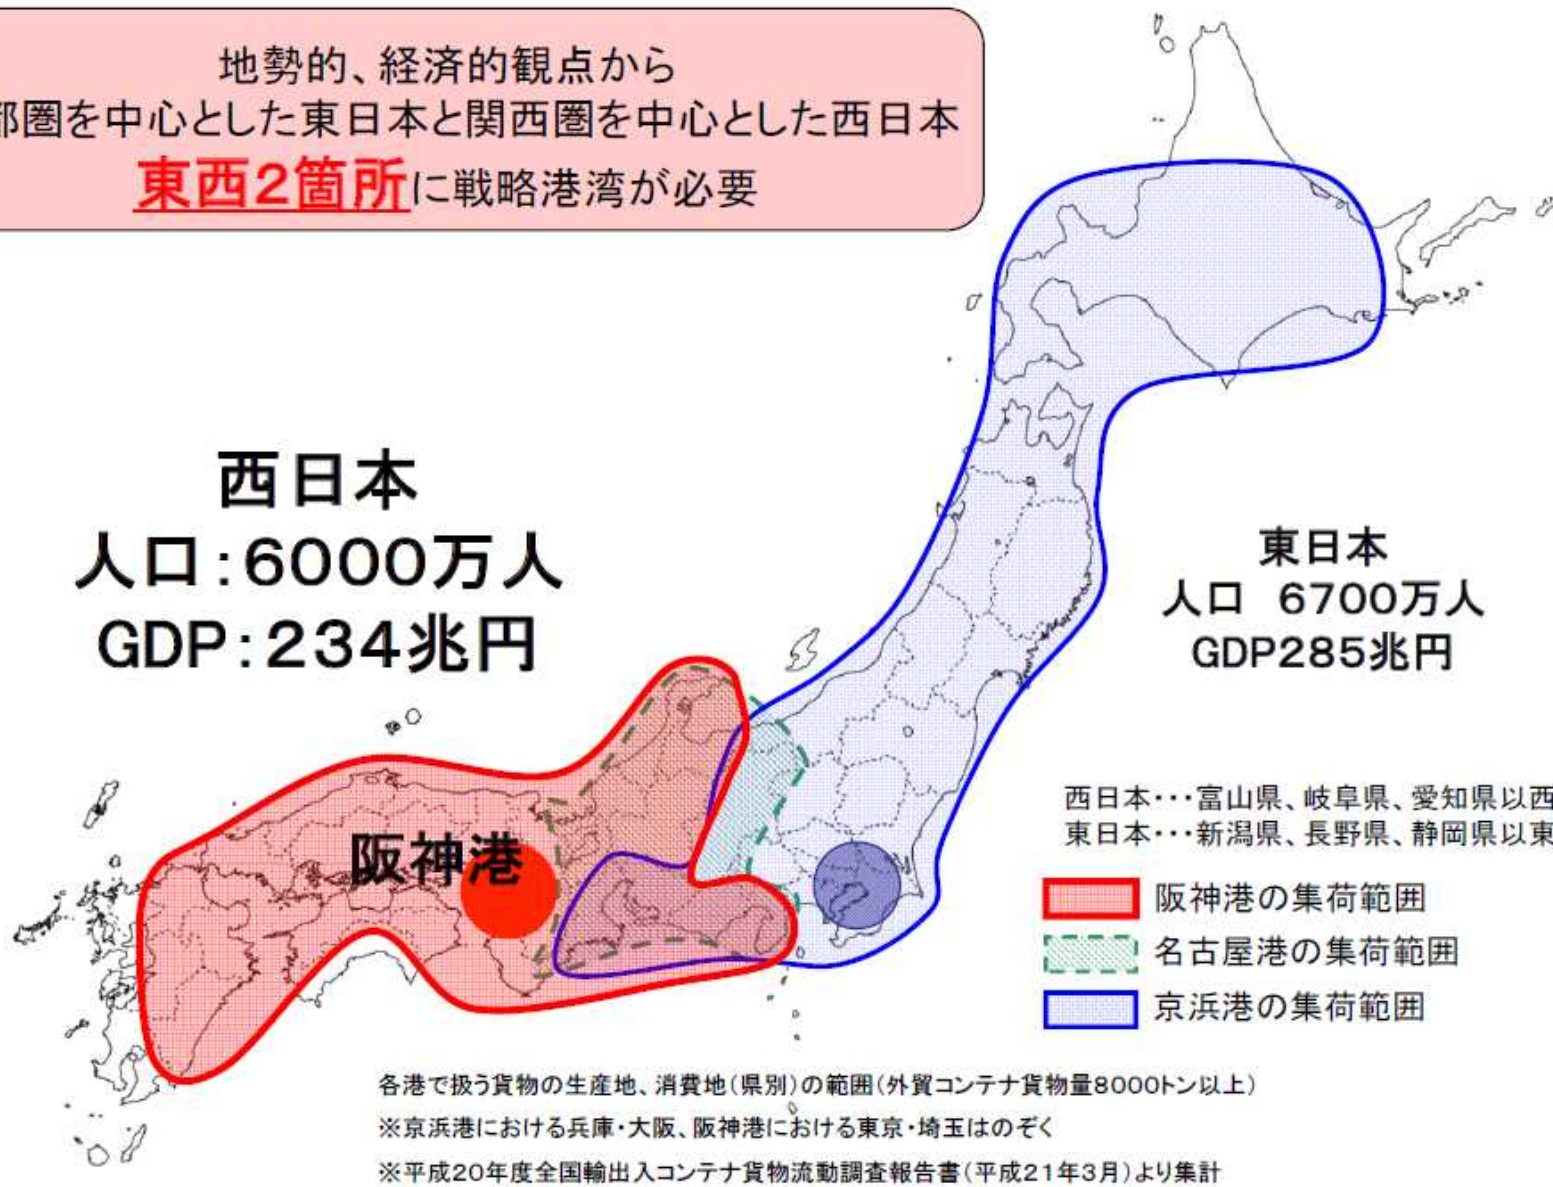 地勢的、経済的観点から
都圏を中心とした東日本と関西圏を中心とした西日本
東西2箇所に戦略港湾が必要
西日本
人口:6000万人
GDP:234兆円
東日本
人口 6700万人
GDP285兆円
阪神港
西日本・・・富山県、岐阜県、愛知県以西
東日本・・・新潟県、長野県、静岡県以東
阪神港の集荷範囲
名古屋港の集荷範囲
京浜港の集荷範囲
各港で扱う貨物の生産地、消費地(県別)の範囲(外貿コンテナ貨物量8000トン以上)
※京浜港における兵庫・大阪、阪神港における東京・埼玉はのぞく
※平成20年度全国輸出入コンテナ貨物流動調査報告書(平成21年3月)より集計